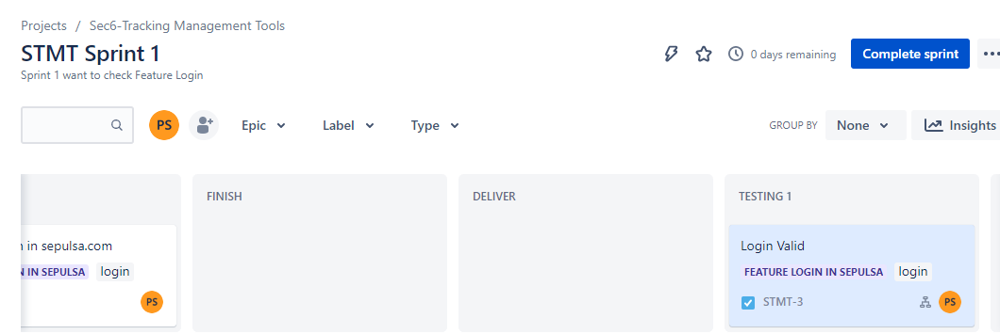 Projects / Sec6-Tracking Management Tools
STMT Sprint 1
Sprint 1 want to check Feature Login
0 days remaining
Complete sprint
PS
Epic
Label
Type
GROUP BY
None
Insights
FINISH
DELIVER
TESTING 1
in sepulsa.com
IN SEPULSA
login
PS
Login Valid
FEATURE LOGIN IN SEPULSA
login
STMT-3
PS